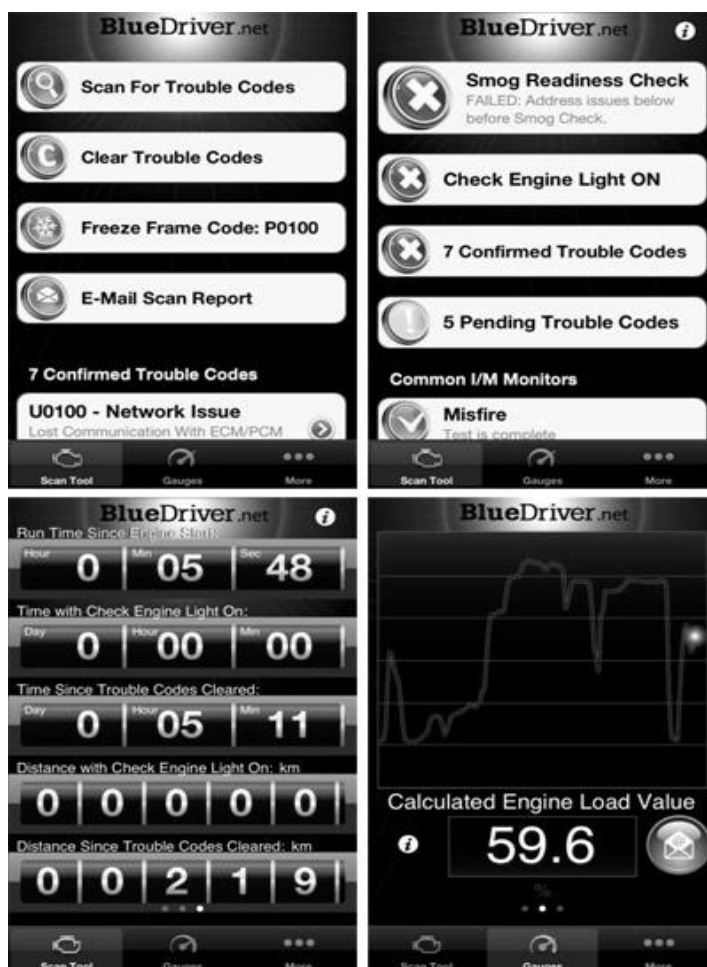 BlueDriver.net
Scan For Trouble Codes
C
Clear Trouble Codes
Freeze Frame Code: P0100
E-Mail Scan Report
7 Confirmed Trouble Codes
U0100 - Network Issue
Lost Communication With ECM/PCM
Scan Tool Gauges More
BlueDriver.net i
Smog Readiness Check
FAILED: Address issues below
before Smog Check.
Check Engine Light ON
7 Confirmed Trouble Codes
! 5 Pending Trouble Codes
Common I/M Monitors
Misfire
Test is complete
Scan Tool Gauges More
BlueDriver.net i
Run Time Since Engine Start:
Hour 0 Min 05 Sec 48
Time with Check Engine Light On:
Day 0 Hour 00 Min 00
Time Since Trouble Codes Cleared:
Day 0 Hour 05 Min 11
Distance with Check Engine Light On: km
0 0 0 0 0
Distance Since Trouble Codes Cleared: km
0 0 2 1 9
Scan Tool Gauges More
BlueDriver.net
Calculated Engine Load Value
i 59.6 @
%
Scan Tool Gauges More